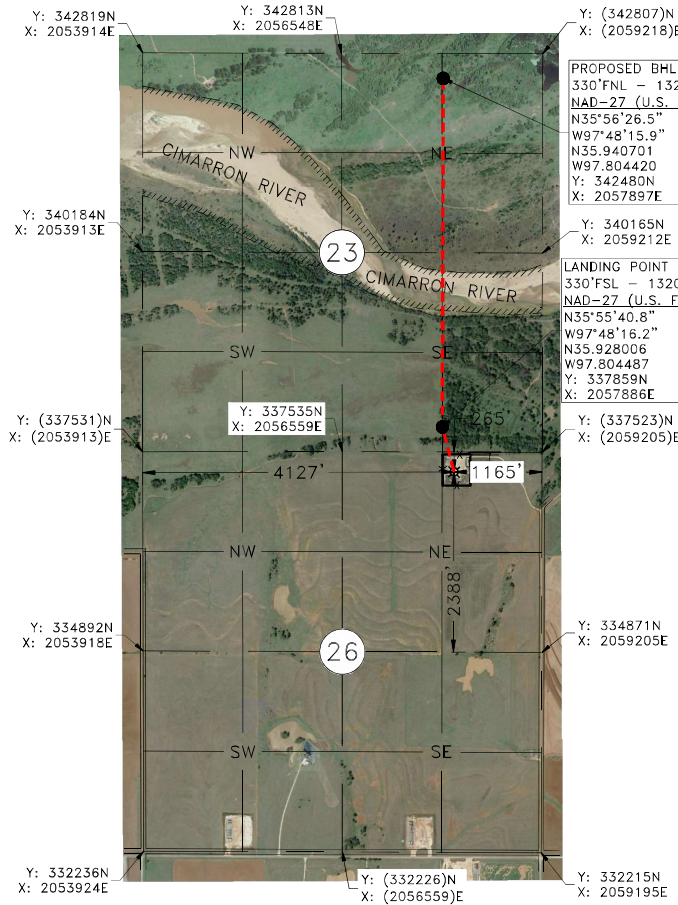 Y: 342819N
X: 2053914E
Y: 342813N
X: 2056548E
Y: (342807)N
X: (2059218)E
PROPOSED BHL
330'FNL - 132
NAD-27 (U.S.
N35°56'26.5"
W97°48'15.9"
N35.940701
W97.804420
Y: 342480N
X: 2057897E
NW
NE
CIMARRON RIVER
Y: 340184N
X: 2053913E
23
Y: 340165N
X: 2059212E
CIMARRON RIVER
LANDING POINT
330'FSL - 1320
NAD-27 (U.S. F
N35°55'40.8"
W97°48'16.2"
N35.928006
W97.804487
Y: 337859N
X: 2057886E
SW
SE
Y: (337531)N
X: (2053913)E
Y: 337535N
X: 2056559E
265'
Y: (337523)N
X: (2059205)E
4127'
1165'
NW
NE
2388'
Y: 334892N
X: 2053918E
26
Y: 334871N
X: 2059205E
SW
SE
Y: 332236N
X: 2053924E
Y: (332226)N
X: (2056559)E
Y: 332215N
X: 2059195E